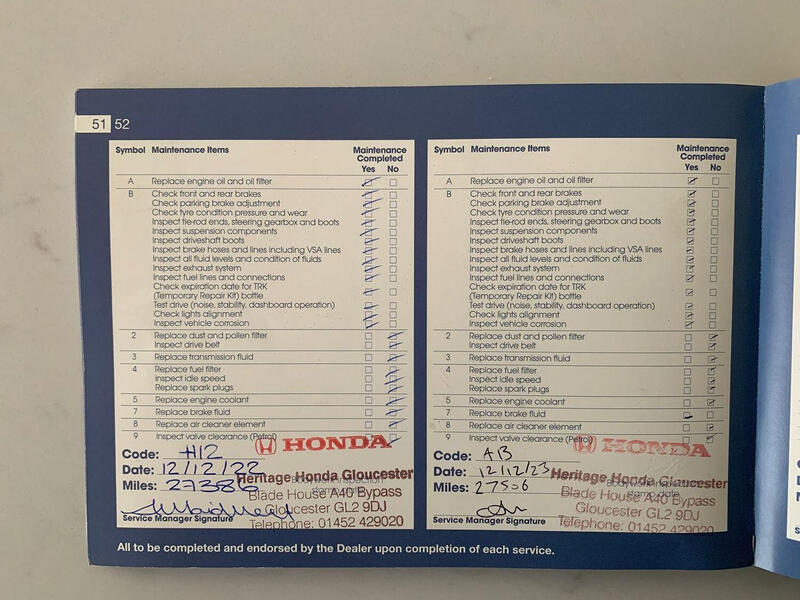 51 52
Symbol Maintenance Items Maintenance Completed
Yes No
A Replace engine oil and oil filter
B Check front and rear brakes
Check parking brake adjustment
Check tyre condition pressure and wear
Inspect tie-rod ends, steering gearbox and boots
Inspect suspension components
Inspect driveshaft boots
Inspect brake hoses and lines including VSA lines
Inspect all fluid levels and condition of fluids
Inspect exhaust system
Inspect fuel lines and connections
Check expiration date for TRK
(Temporary Repair Kit) bottle
Test drive (noise, stability, dashboard operation)
Check lights alignment
Inspect vehicle corrosion
2 Replace dust and pollen filter
Inspect drive belt
3 Replace transmission fluid
4 Replace fuel filter
Inspect idle speed
Replace spark plugs
5 Replace engine coolant
7 Replace brake fluid
8 Replace air cleaner element
9 Inspect valve clearance (Petrol)
HONDA
Code:
Date: 12/12/22
Heritage Honda Gloucester
Bodywork inspection
Miles: 27386
stamp date
Blade House A40 Bypass
Gloucester GL2 9DJ
Service Manager Signature
Telephone: 01452 429020
Symbol Maintenance Items Maintenance Completed
Yes No
A Replace engine oil and oil filter
B Check front and rear brakes
Check parking brake adjustment
Check tyre condition pressure and wear
Inspect tie-rod ends, steering gearbox and boots
Inspect suspension components
Inspect driveshaft boots
Inspect brake hoses and lines including VSA lines
Inspect all fluid levels and condition of fluids
Inspect exhaust system
Inspect fuel lines and connections
Check expiration date for TRK
(Temporary Repair Kit) bottle
Test drive (noise, stability, dashboard operation)
Check lights alignment
Inspect vehicle corrosion
2 Replace dust and pollen filter
Inspect drive belt
3 Replace transmission fluid
4 Replace fuel filter
Inspect idle speed
Replace spark plugs
5 Replace engine coolant
7 Replace brake fluid
8 Replace air cleaner element
9 Inspect valve clearance (Petrol)
HONDA
Code: AB
Date: 12/12/23
Heritage Honda Gloucester
Bodywork inspection
Miles: 27506
stamp date
Blade House A40 Bypass
Gloucester GL2 9DJ
Service Manager Signature
Telephone: 01452 429020
All to be completed and endorsed by the Dealer upon completion of each service.